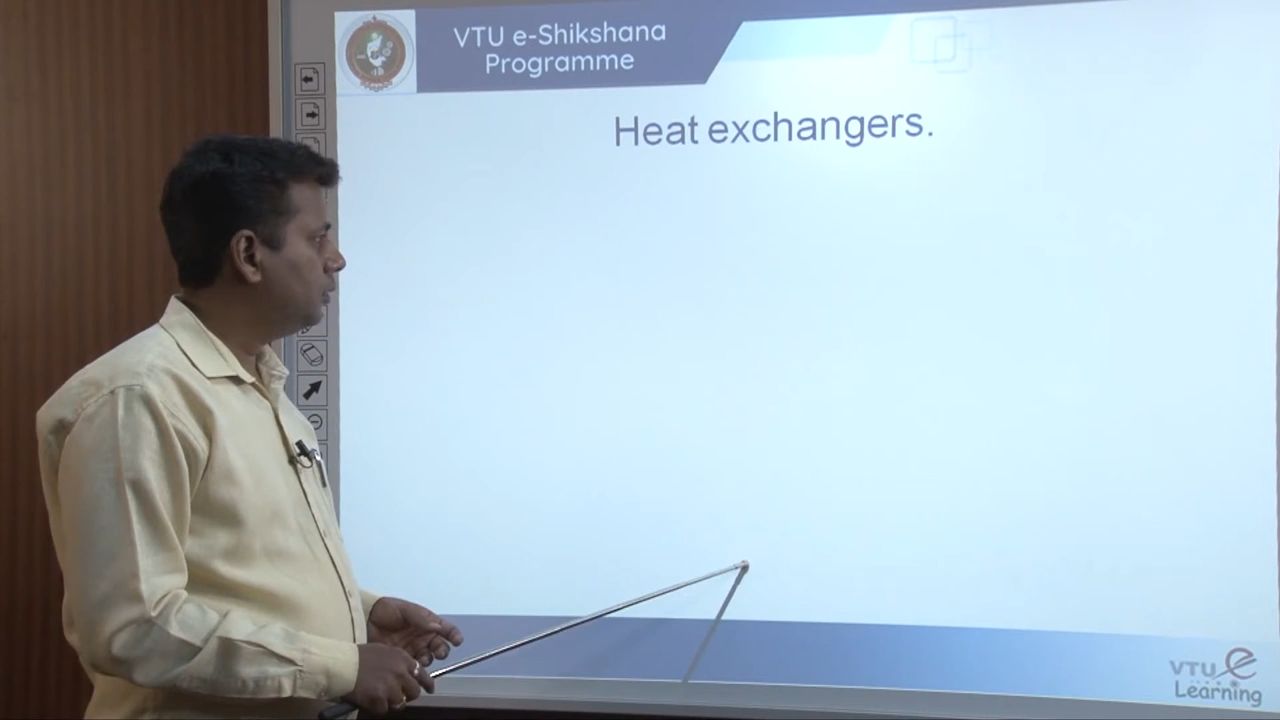 VTU e-Shikshana
Programme
Heat exchangers.
VTU e
Learning